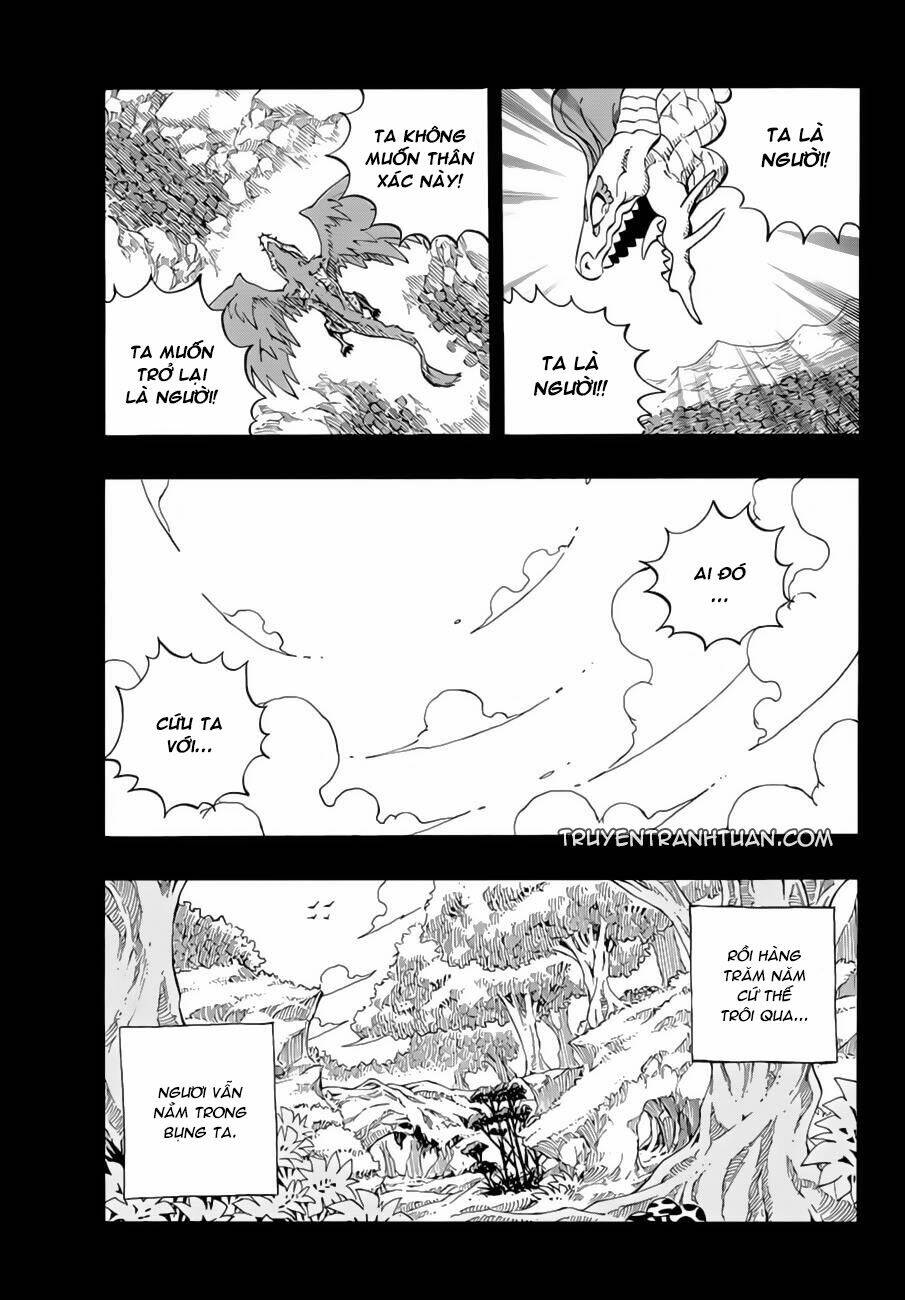 TA LÀ
NGƯỜI!
TA LÀ
NGƯỜI!!
TA KHÔNG
MUỐN THÂN
XÁC NÀY!
TA MUỐN
TRỞ LẠI
LÀ NGƯỜI!
AI ĐÓ
...
CỨU TA
VỚI...
TRUYENTRANHTUAN.COM
RỒI HÀNG
TRĂM NĂM
CỨ THẾ
TRÔI QUA...
NGƯƠI VẪN
NẰM TRONG
BỤNG TA.